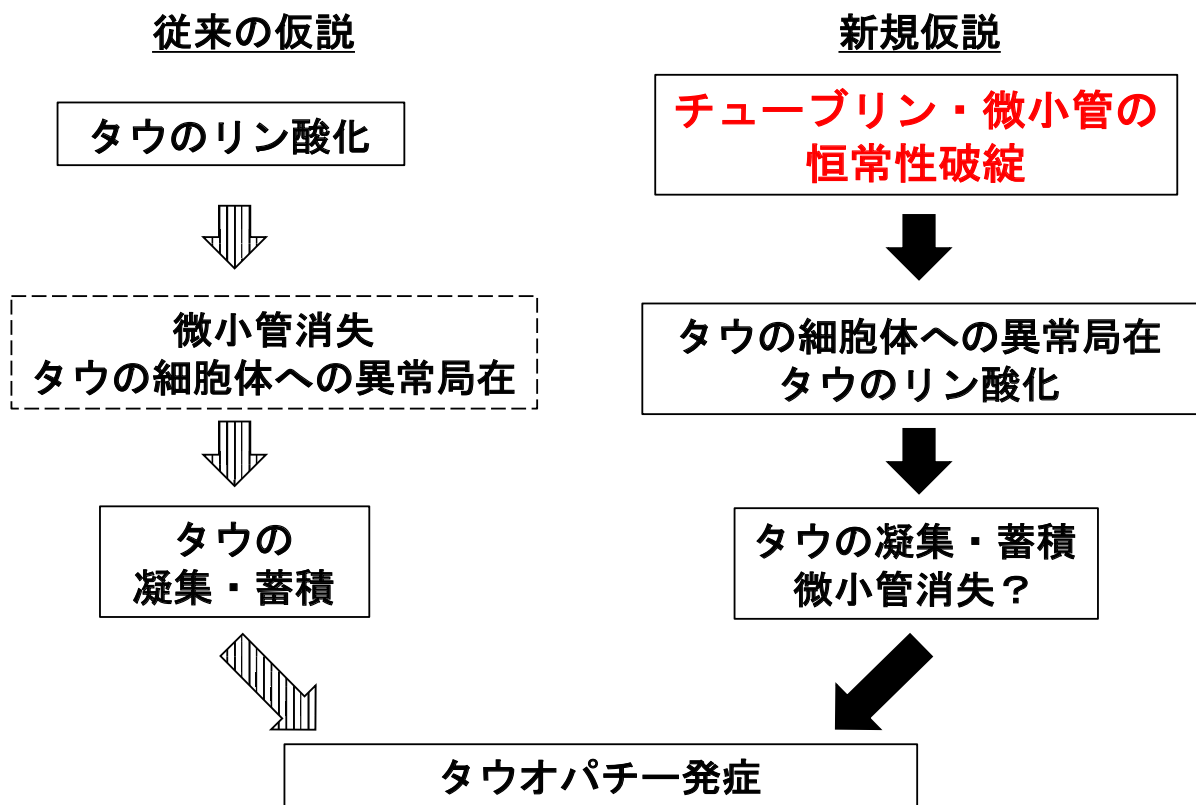 従来の仮説
タウのリン酸化
微小管消失
タウの細胞体への異常局在
タウの
凝集・蓄積
新規仮説
チューブリン・微小管の
恒常性破綻
タウの細胞体への異常局在
タウのリン酸化
タウの凝集・蓄積
微小管消失？
タウオパチー発症